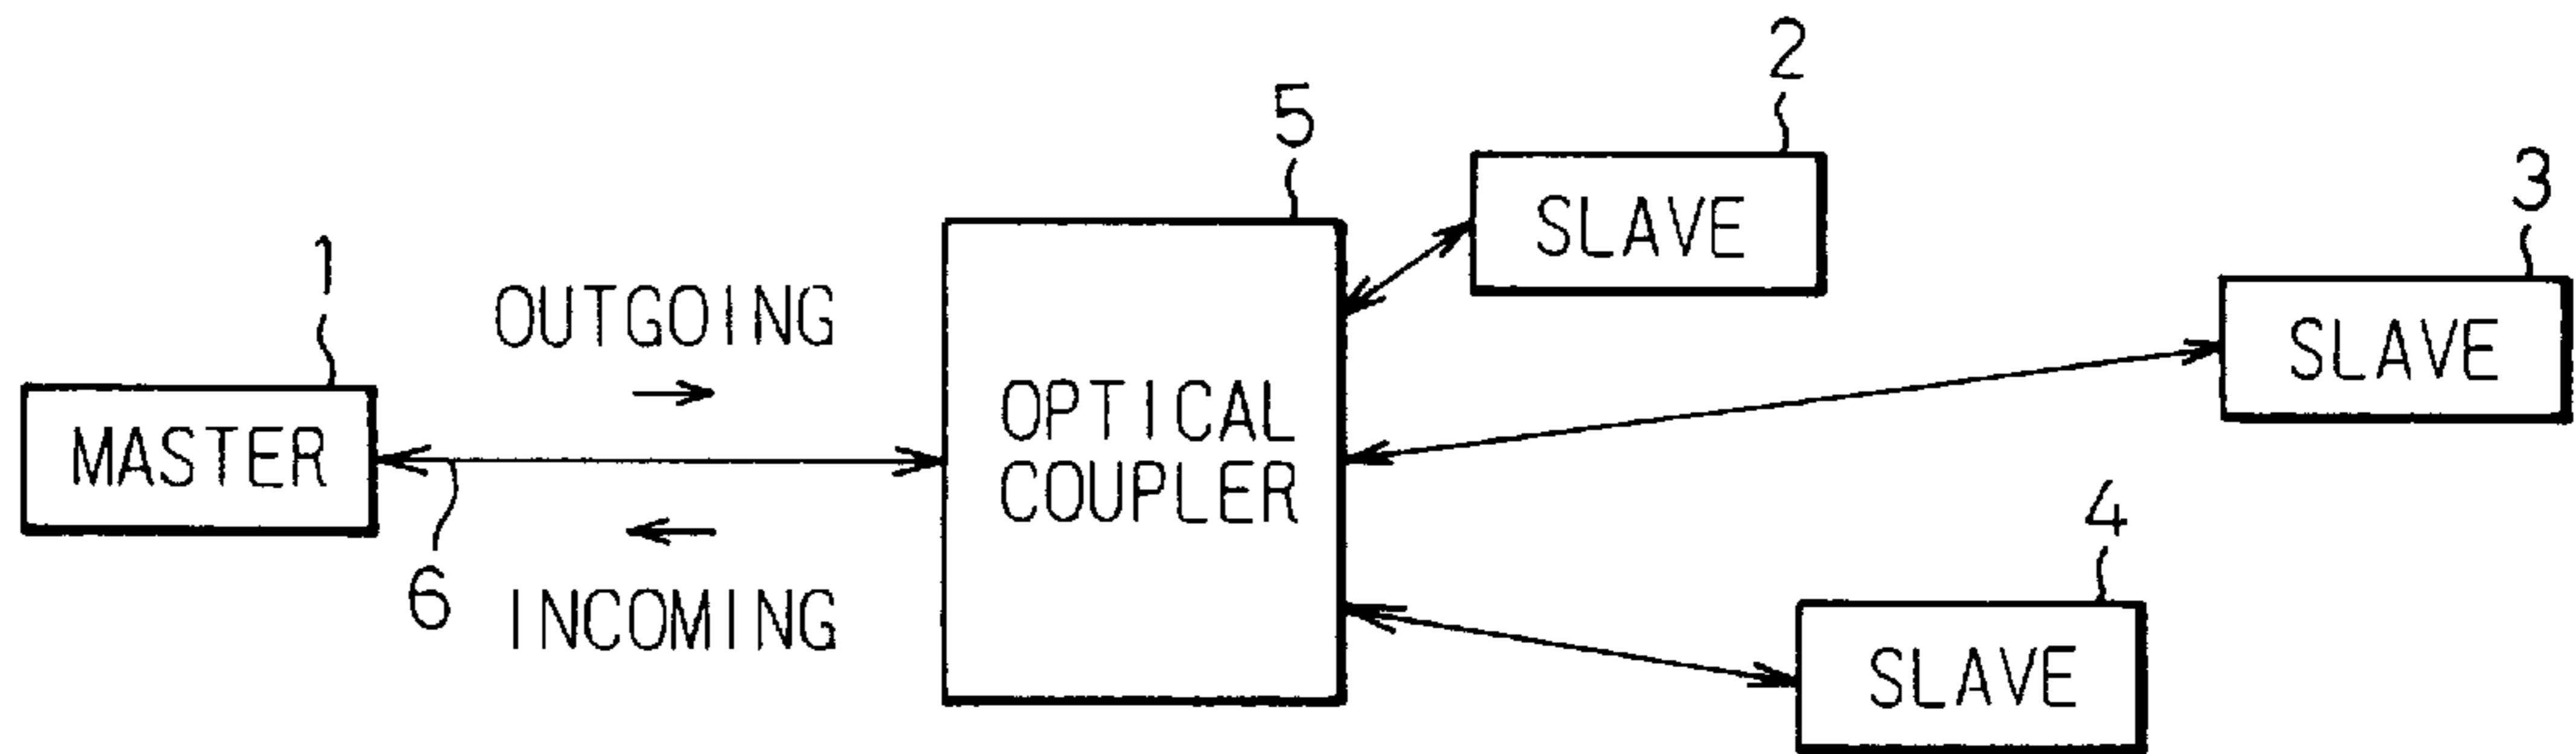 2
5
SLAVE
3
1
OUTGOING
SLAVE
MASTER
OPTICAL
COUPLER
4
6
INCOMING
SLAVE